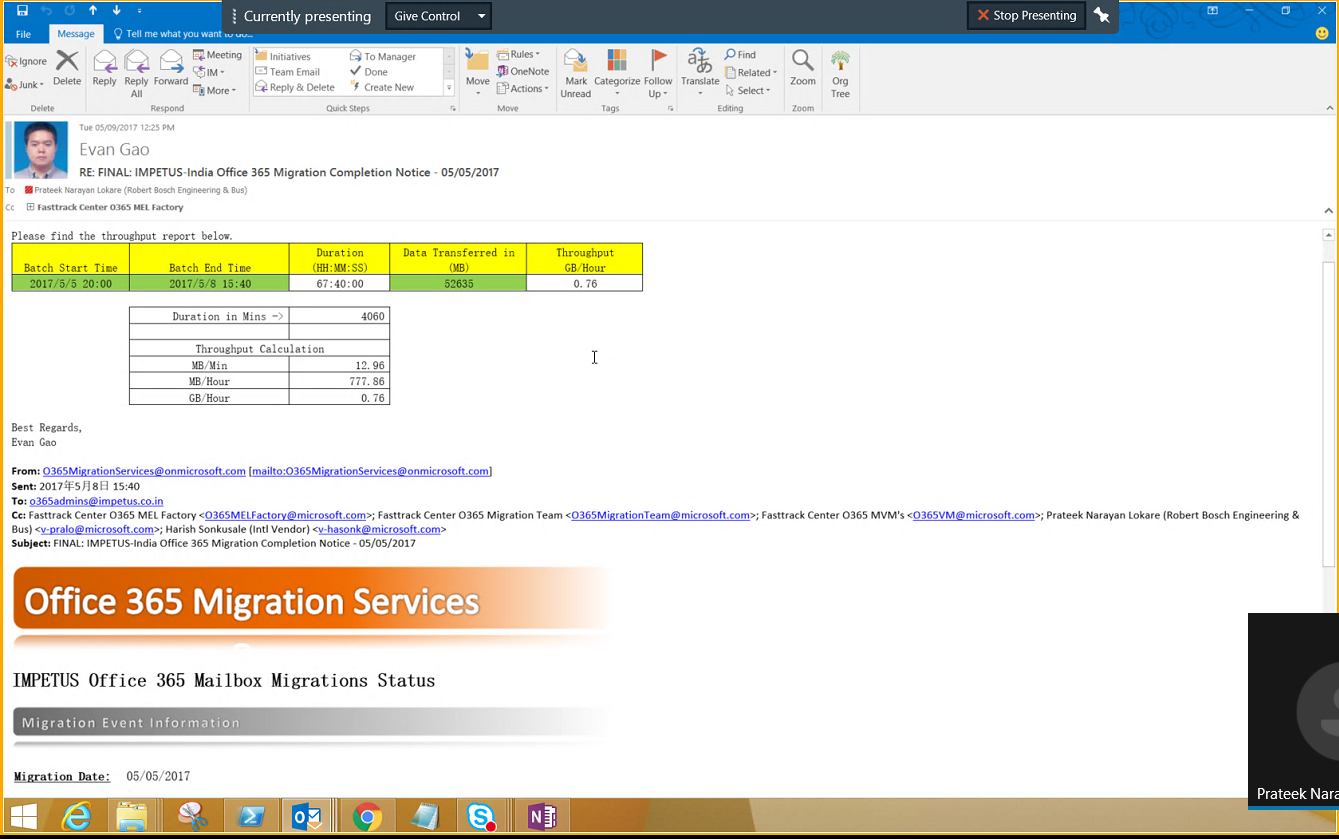 Currently presenting
Give Control
Stop Presenting
File
Message
Tell me what you want to do...
Ignore
Junk
Delete
Delete
Reply
Reply All
Forward
Meeting
IM
More
Respond
Initiatives
Team Email
Reply & Delete
To Manager
Done
Create New
Quick Steps
Move
Rules
OneNote
Actions
Move
Mark Unread
Categorize
Follow Up
Tags
Translate
Find
Related
Select
Editing
Zoom
Zoom
Org Tree
Tue 05/09/2017 12:25 PM
Evan Gao
RE: FINAL: IMPETUS-India Office 365 Migration Completion Notice - 05/05/2017
To Prateek Narayan Lokare (Robert Bosch Engineering & Bus)
Cc Fasttrack Center O365 MEL Factory
Please find the throughput report below.
Batch Start Time Batch End Time Duration (HH:MM:SS) Data Transferred in (MB) Throughput GB/Hour
2017/5/5 20:00 2017/5/8 15:40 67:40:00 52635 0.76
Duration in Mins -> 4060
Throughput Calculation
MB/Min 12.96
MB/Hour 777.86
GB/Hour 0.76
Best Regards,
Evan Gao
From: O365MigrationServices@onmicrosoft.com [mailto:O365MigrationServices@onmicrosoft.com]
Sent: 2017年5月8日 15:40
To: o365admins@impetus.co.in
Cc: Fasttrack Center O365 MEL Factory <O365MELFactory@microsoft.com>; Fasttrack Center O365 Migration Team <O365MigrationTeam@microsoft.com>; Fasttrack Center O365 MVM's <O365VM@microsoft.com>; Prateek Narayan Lokare (Robert Bosch Engineering &
Bus) <v-pralo@microsoft.com>; Harish Sonkusale (Intl Vendor) <v-hasonk@microsoft.com>
Subject: FINAL: IMPETUS-India Office 365 Migration Completion Notice - 05/05/2017
Office 365 Migration Services
IMPETUS Office 365 Mailbox Migrations Status
Migration Event Information
Migration Date: 05/05/2017
Prateek Nara